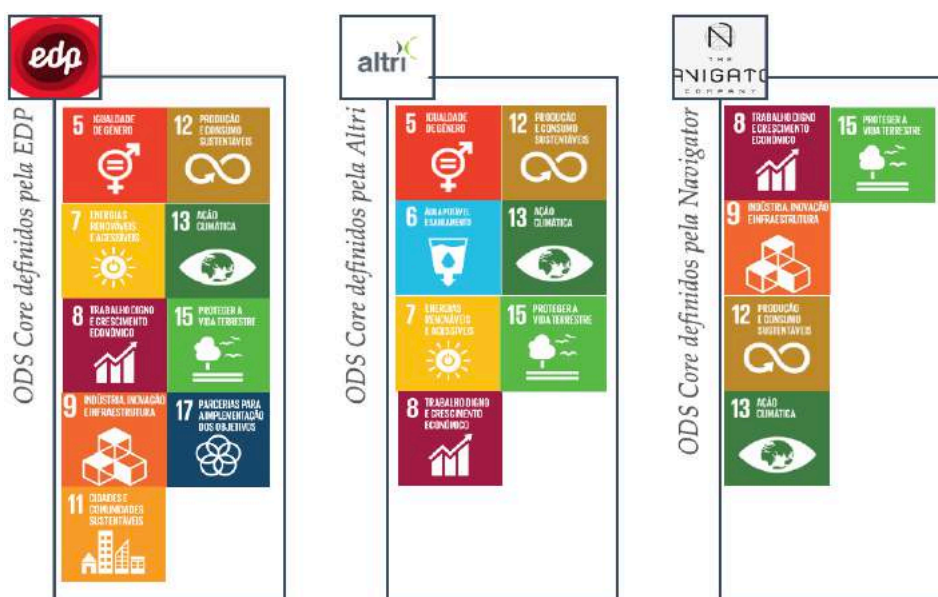 edp
ODS Core definidos pela EDP
5 IGUALDADE
DE GÉNERO
12 PRODUÇÃO
E CONSUMO
SUSTENTÁVEIS
7 ENERGIAS
RENOVÁVEIS
E ACESSÍVEIS
13 AÇÃO
CLIMÁTICA
8 TRABALHO DIGNO
E CRESCIMENTO
ECONÓMICO
15 PROTEGER A
VIDA TERRESTRE
9 INDÚSTRIA, INOVAÇÃO
E INFRAESTRUTURA
17 PARCERIAS PARA
A IMPLEMENTAÇÃO
DOS OBJETIVOS
11 CIDADES E
COMUNIDADES
SUSTENTÁVEIS
altri
ODS Core definidos pela Altri
5 IGUALDADE
DE GÉNERO
12 PRODUÇÃO
E CONSUMO
SUSTENTÁVEIS
6 ÁGUA POTÁVEL
E SANEAMENTO
13 AÇÃO
CLIMÁTICA
7 ENERGIAS
RENOVÁVEIS
E ACESSÍVEIS
15 PROTEGER A
VIDA TERRESTRE
8 TRABALHO DIGNO
E CRESCIMENTO
ECONÓMICO
N
THE
AVIGATO
COMPANY
ODS Core definidos pela Navigator
8 TRABALHO DIGNO
E CRESCIMENTO
ECONÓMICO
15 PROTEGER A
VIDA TERRESTRE
9 INDÚSTRIA, INOVAÇÃO
E INFRAESTRUTURA
12 PRODUÇÃO
E CONSUMO
SUSTENTÁVEIS
13 AÇÃO
CLIMÁTICA